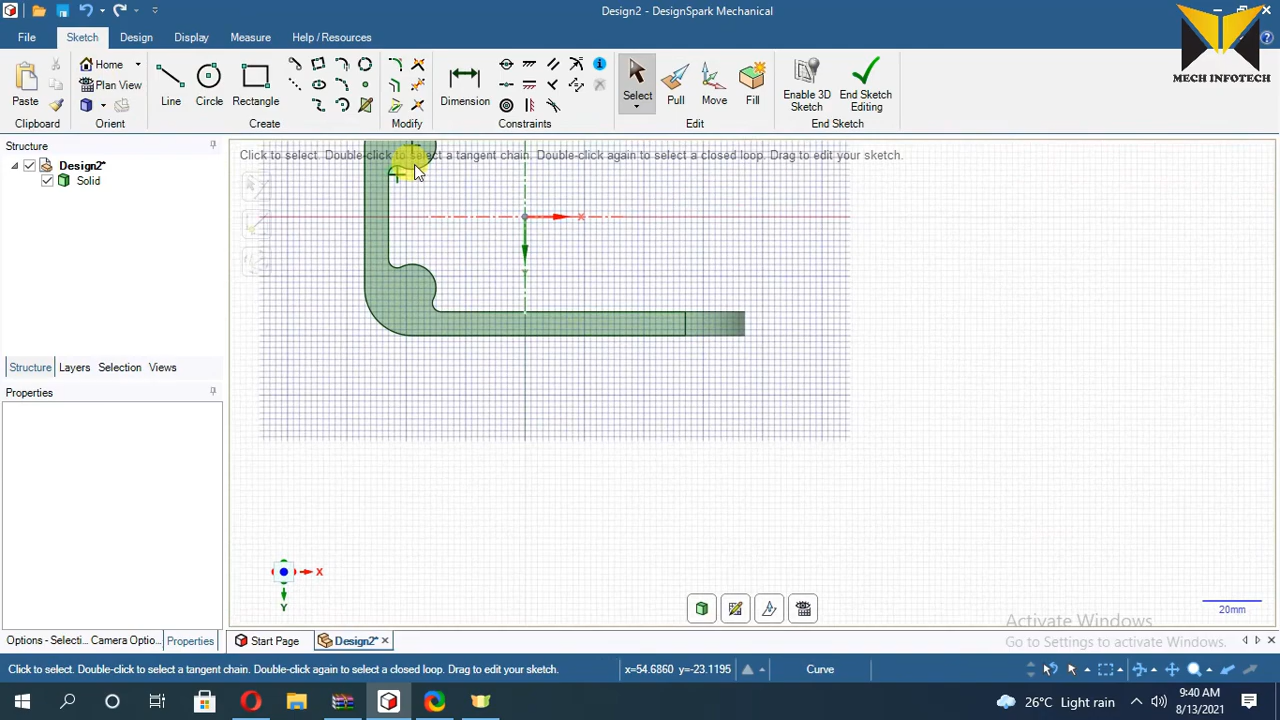 Design2 - DesignSpark Mechanical
File
Sketch
Design
Display
Measure
Help / Resources
MECH INFOTECH
Paste
Home
Plan View
Line
Circle
Rectangle
Dimension
Select
Pull
Move
Fill
Enable 3D
Sketch
End Sketch
Editing
Clipboard
Orient
Create
Modify
Constraints
Edit
End Sketch
Structure
Design2*
Solid
Click to select. Double-click to select a tangent chain. Double-click again to select a closed loop. Drag to edit your sketch.
X
Y
Structure
Layers
Selection
Views
Properties
X
Y
20mm
Activate Windows
Go to Settings to activate Windows.
Options - Selecti...
Camera Optio...
Properties
Start Page
Design2*
Click to select. Double-click to select a tangent chain. Double-click again to select a closed loop. Drag to edit your sketch.
x=54.6860 y=-23.1195
Curve
26°C Light rain
9:40 AM
8/13/2021